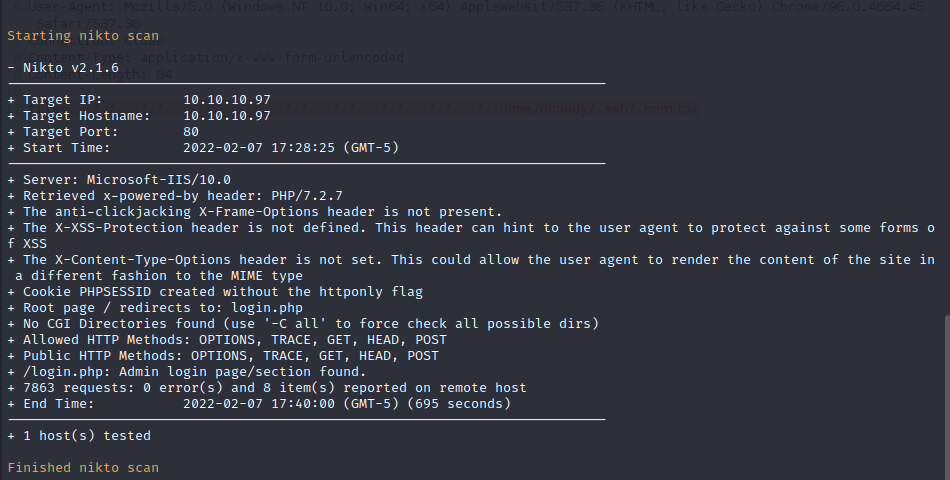 User-Agent: Mozilla/5.0 (Windows NT 10.0; Win64; x64) AppleWebKit/537.36 (KHTML, like Gecko) Chrome/96.0.4664.45
Safari/537.36
Starting nikto scan
Content-Type: application/x-www-form-urlencoded
- Nikto v2.1.6
Content-Length: 84
+ Target IP: 10.10.10.97
+ Target Hostname: 10.10.10.97
+ Target Port: 80
+ Start Time: 2022-02-07 17:28:25 (GMT-5)
+ Server: Microsoft-IIS/10.0
+ Retrieved x-powered-by header: PHP/7.2.7
+ The anti-clickjacking X-Frame-Options header is not present.
+ The X-XSS-Protection header is not defined. This header can hint to the user agent to protect against some forms o
f XSS
+ The X-Content-Type-Options header is not set. This could allow the user agent to render the content of the site in
 a different fashion to the MIME type
+ Cookie PHPSESSID created without the httponly flag
+ Root page / redirects to: login.php
+ No CGI Directories found (use '-C all' to force check all possible dirs)
+ Allowed HTTP Methods: OPTIONS, TRACE, GET, HEAD, POST
+ Public HTTP Methods: OPTIONS, TRACE, GET, HEAD, POST
+ /login.php: Admin login page/section found.
+ 7863 requests: 0 error(s) and 8 item(s) reported on remote host
+ End Time: 2022-02-07 17:40:00 (GMT-5) (695 seconds)
+ 1 host(s) tested
Finished nikto scan